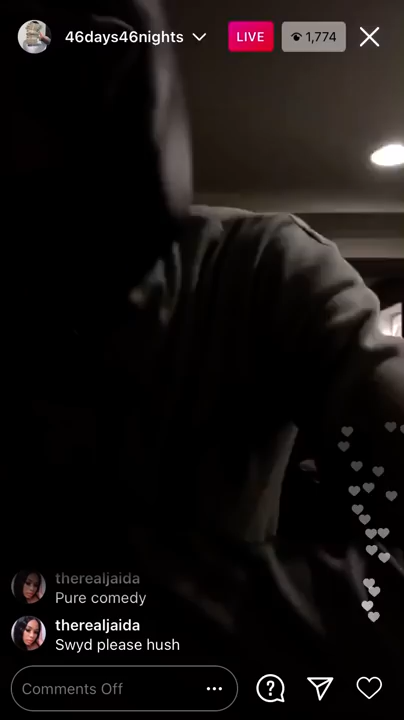 46days46nights
LIVE
1,774
therealjaida
Pure comedy
therealjaida
Swyd please hush
Comments Off